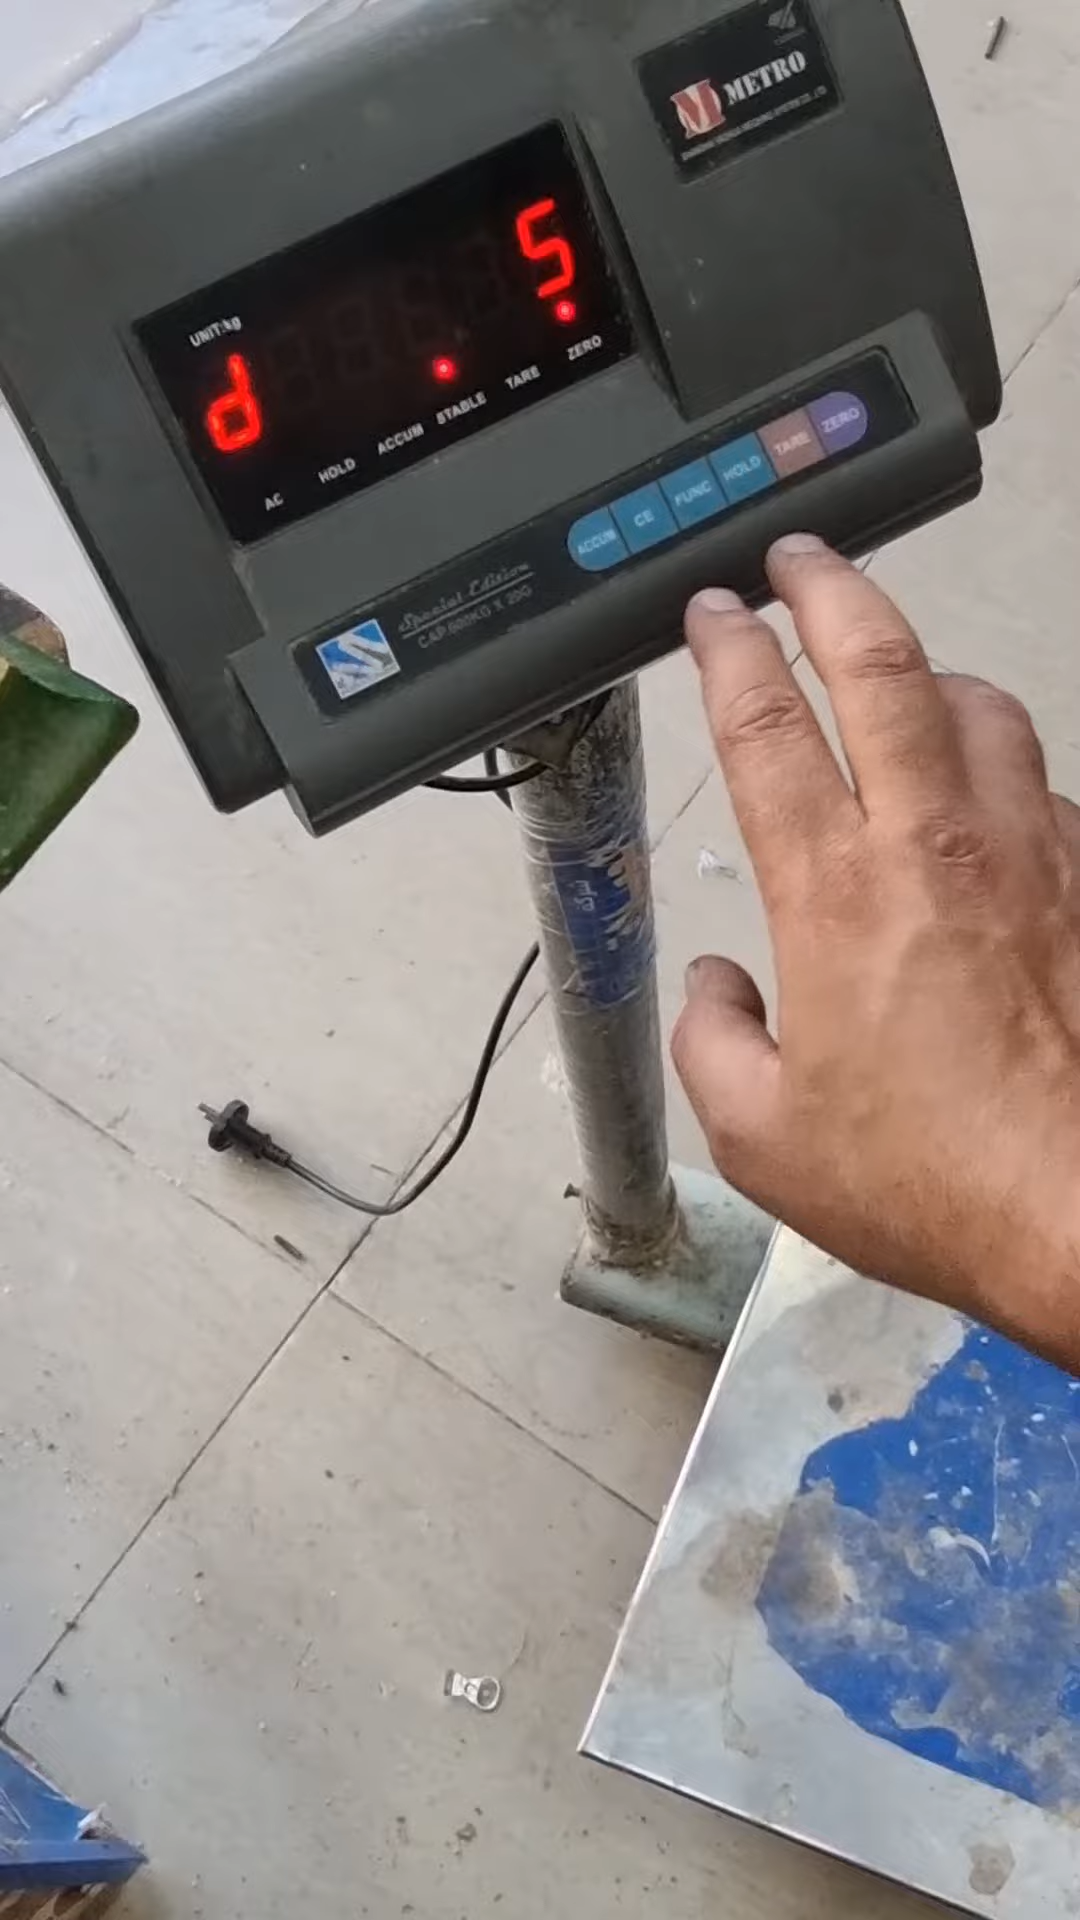 METRO
UNIT:kg
d 5
AC HOLD ACCUM STABLE TARE ZERO
ACCUM CE FUNC HOLD TARE ZERO
Special Edition
CAP 600KG X 20G